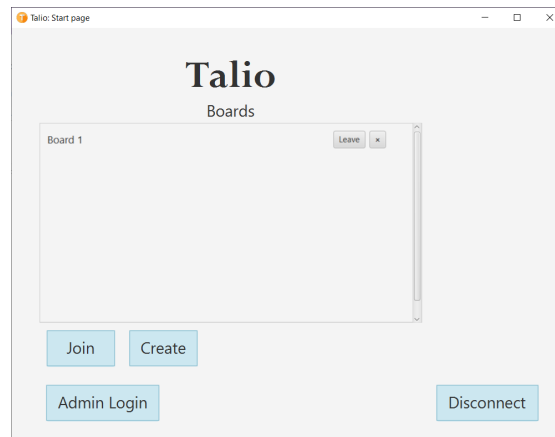 Talio: Start page
Talio
Boards
Board 1 Leave ×
Join Create
Admin Login Disconnect